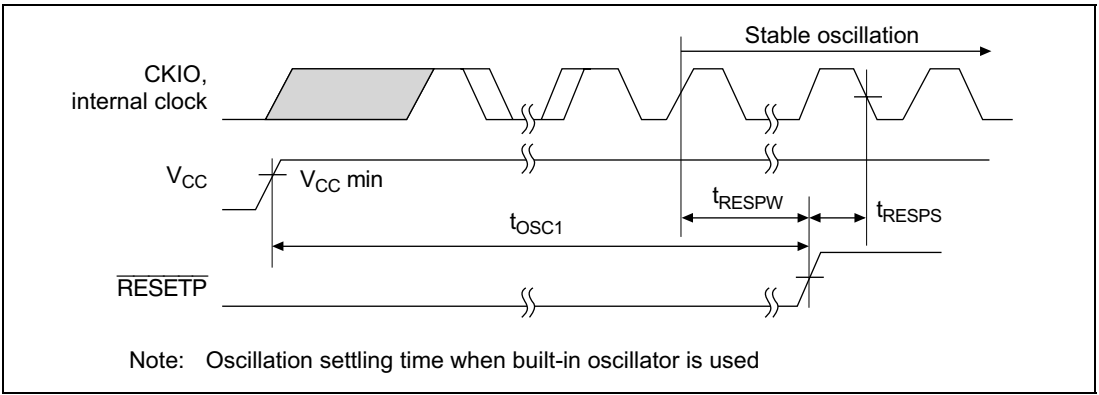 Stable oscillation
CKIO,
internal clock
VCC
VCC min
tRESPW
tRESPS
tOSC1
RESETP
Note: Oscillation settling time when built-in oscillator is used